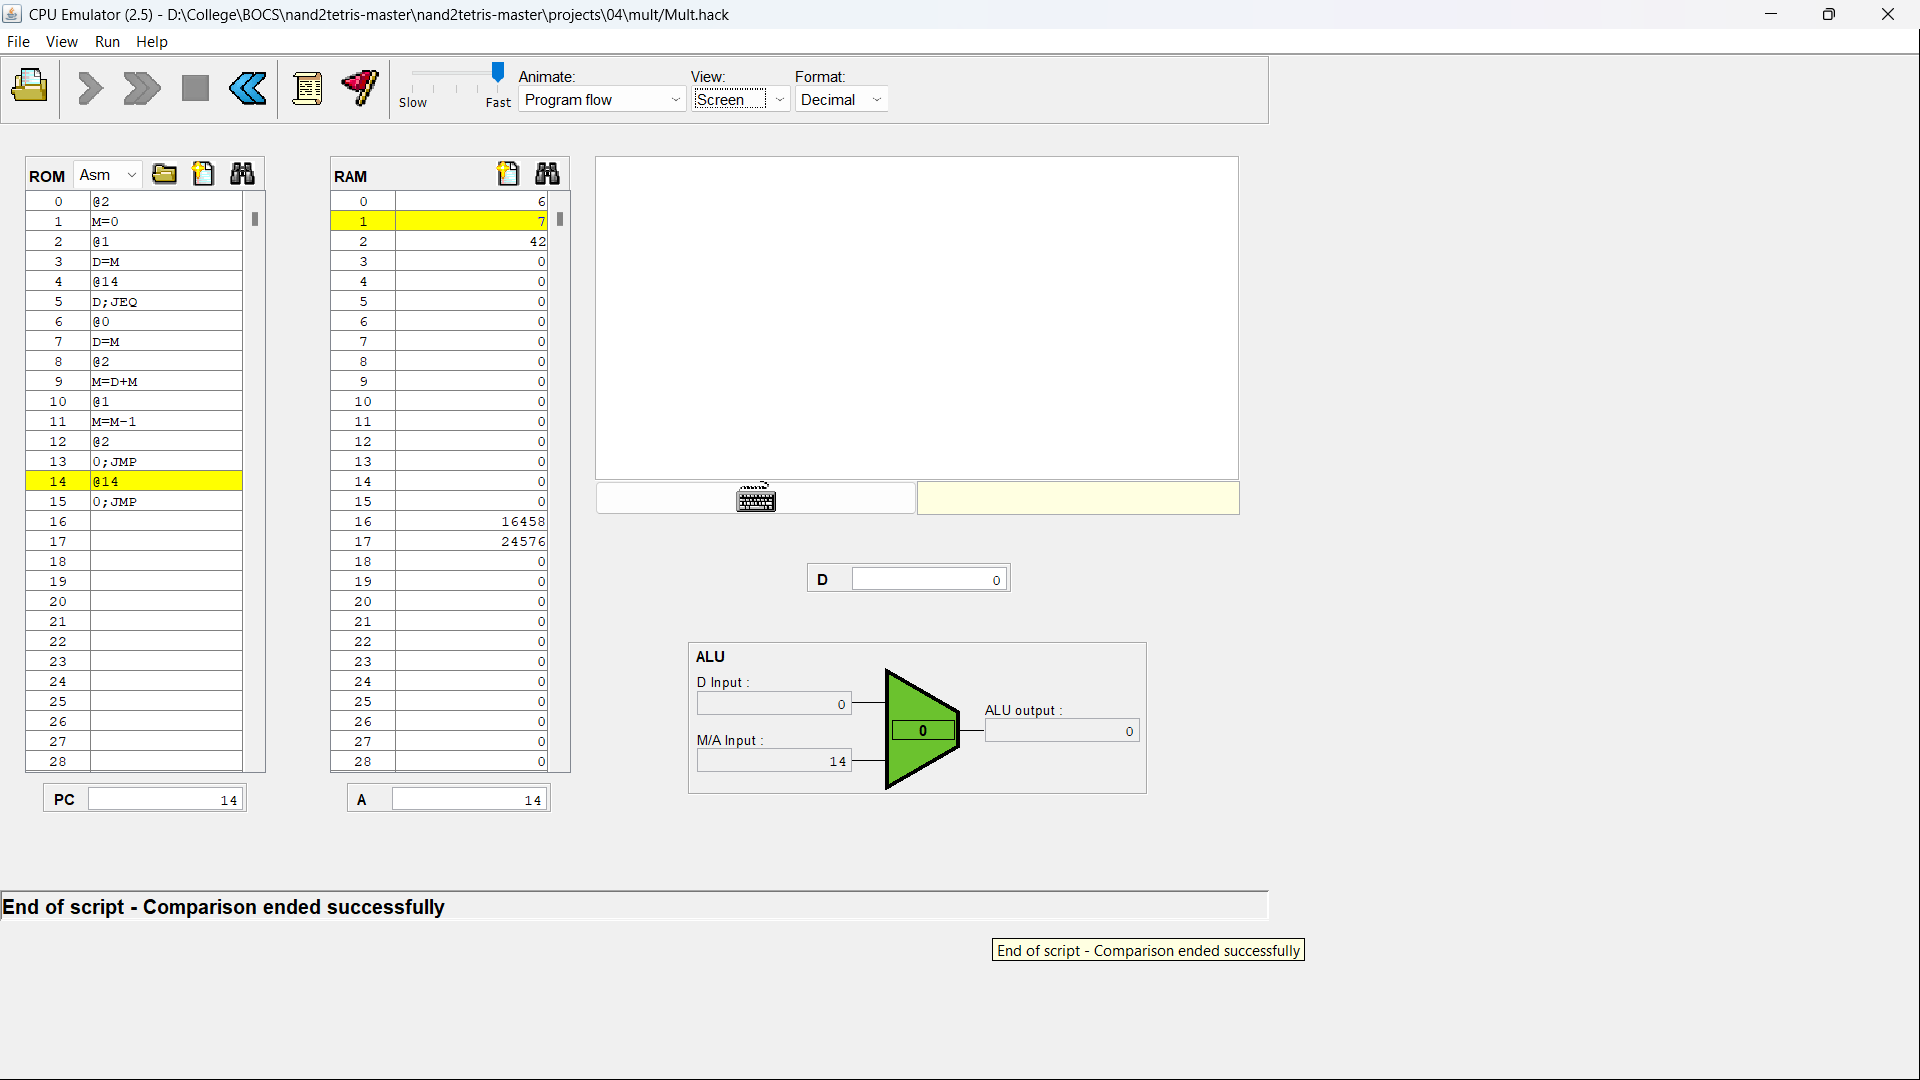 CPU Emulator (2.5) - D:\College\BOCS\nand2tetris-master\nand2tetris-master\projects\04\mult/Mult.hack
File View Run Help
Slow Fast
Animate:
Program flow
View:
Screen
Format:
Decimal
ROM Asm
0 @2
1 M=0
2 @1
3 D=M
4 @14
5 D;JEQ
6 @0
7 D=M
8 @2
9 M=D+M
10 @1
11 M=M-1
12 @2
13 0;JMP
14 @14
15 0;JMP
16
17
18
19
20
21
22
23
24
25
26
27
28
PC 14
RAM
0 6
1 7
2 42
3 0
4 0
5 0
6 0
7 0
8 0
9 0
10 0
11 0
12 0
13 0
14 0
15 0
16 16458
17 24576
18 0
19 0
20 0
21 0
22 0
23 0
24 0
25 0
26 0
27 0
28 0
A 14
D 0
ALU
D Input :
0
M/A Input :
14
0
ALU output :
0
End of script - Comparison ended successfully
End of script - Comparison ended successfully